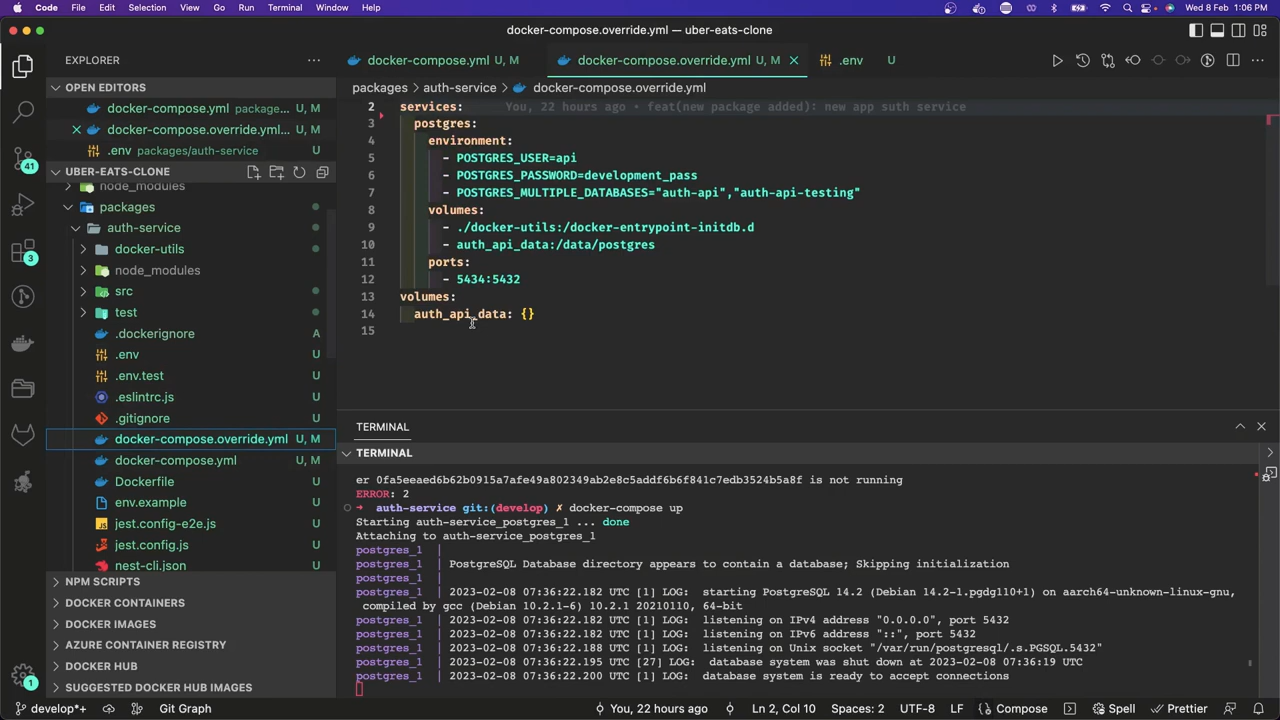 Code File Edit Selection View Go Run Terminal Window Help Wed 8 Feb 1:06 PM
docker-compose.override.yml — uber-eats-clone
EXPLORER ···
docker-compose.yml U, M docker-compose.override.yml U, M .env U
packages auth-service docker-compose.override.yml
OPEN EDITORS
docker-compose.yml package... U, M
docker-compose.override.yml... U, M
.env packages/auth-service U
UBER-EATS-CLONE
node_modules
packages
auth-service
docker-utils
node_modules
src
test
.dockerignore A
.env U
.env.test U
.eslintrc.js U
.gitignore U
docker-compose.override.yml U, M
docker-compose.yml U, M
Dockerfile U
env.example U
jest.config-e2e.js U
jest.config.js U
nest-cli.json U
NPM SCRIPTS
DOCKER CONTAINERS
DOCKER IMAGES
AZURE CONTAINER REGISTRY
DOCKER HUB
SUGGESTED DOCKER HUB IMAGES
41
3
1
2 services: You, 22 hours ago • feat(new package added): new app suth service
3 postgres:
4 environment:
5 - POSTGRES_USER=api
6 - POSTGRES_PASSWORD=development_pass
7 - POSTGRES_MULTIPLE_DATABASES="auth-api","auth-api-testing"
8 volumes:
9 - ./docker-utils:/docker-entrypoint-initdb.d
10 - auth_api_data:/data/postgres
11 ports:
12 - 5434:5432
13 volumes:
14 auth_api_data: {}
15
TERMINAL
TERMINAL
er 0fa5eeaed6b62b0915a7afe49a802349ab2e8c5addf6b6f841c7edb3524b5a8f is not running
ERROR: 2
→ auth-service git:(develop) ✗ docker-compose up
Starting auth-service_postgres_1 ... done
Attaching to auth-service_postgres_1
postgres_1 |
postgres_1 | PostgreSQL Database directory appears to contain a database; Skipping initialization
postgres_1 |
postgres_1 | 2023-02-08 07:36:22.182 UTC [1] LOG: starting PostgreSQL 14.2 (Debian 14.2-1.pgdg110+1) on aarch64-unknown-linux-gnu,
compiled by gcc (Debian 10.2.1-6) 10.2.1 20210110, 64-bit
postgres_1 | 2023-02-08 07:36:22.182 UTC [1] LOG: listening on IPv4 address "0.0.0.0", port 5432
postgres_1 | 2023-02-08 07:36:22.182 UTC [1] LOG: listening on IPv6 address "::", port 5432
postgres_1 | 2023-02-08 07:36:22.188 UTC [1] LOG: listening on Unix socket "/var/run/postgresql/.s.PGSQL.5432"
postgres_1 | 2023-02-08 07:36:22.195 UTC [27] LOG: database system was shut down at 2023-02-08 07:36:19 UTC
postgres_1 | 2023-02-08 07:36:22.200 UTC [1] LOG: database system is ready to accept connections
develop*+ Git Graph You, 22 hours ago Ln 2, Col 10 Spaces: 2 UTF-8 LF Compose Spell Prettier